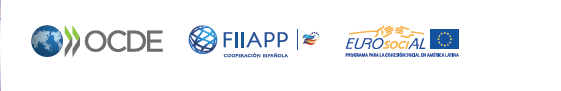 OCDE
FIIAPP
COOPERACIÓN ESPAÑOLA
EUROsociAL
PROGRAMA PARA LA COHESIÓN SOCIAL EN AMÉRICA LATINA